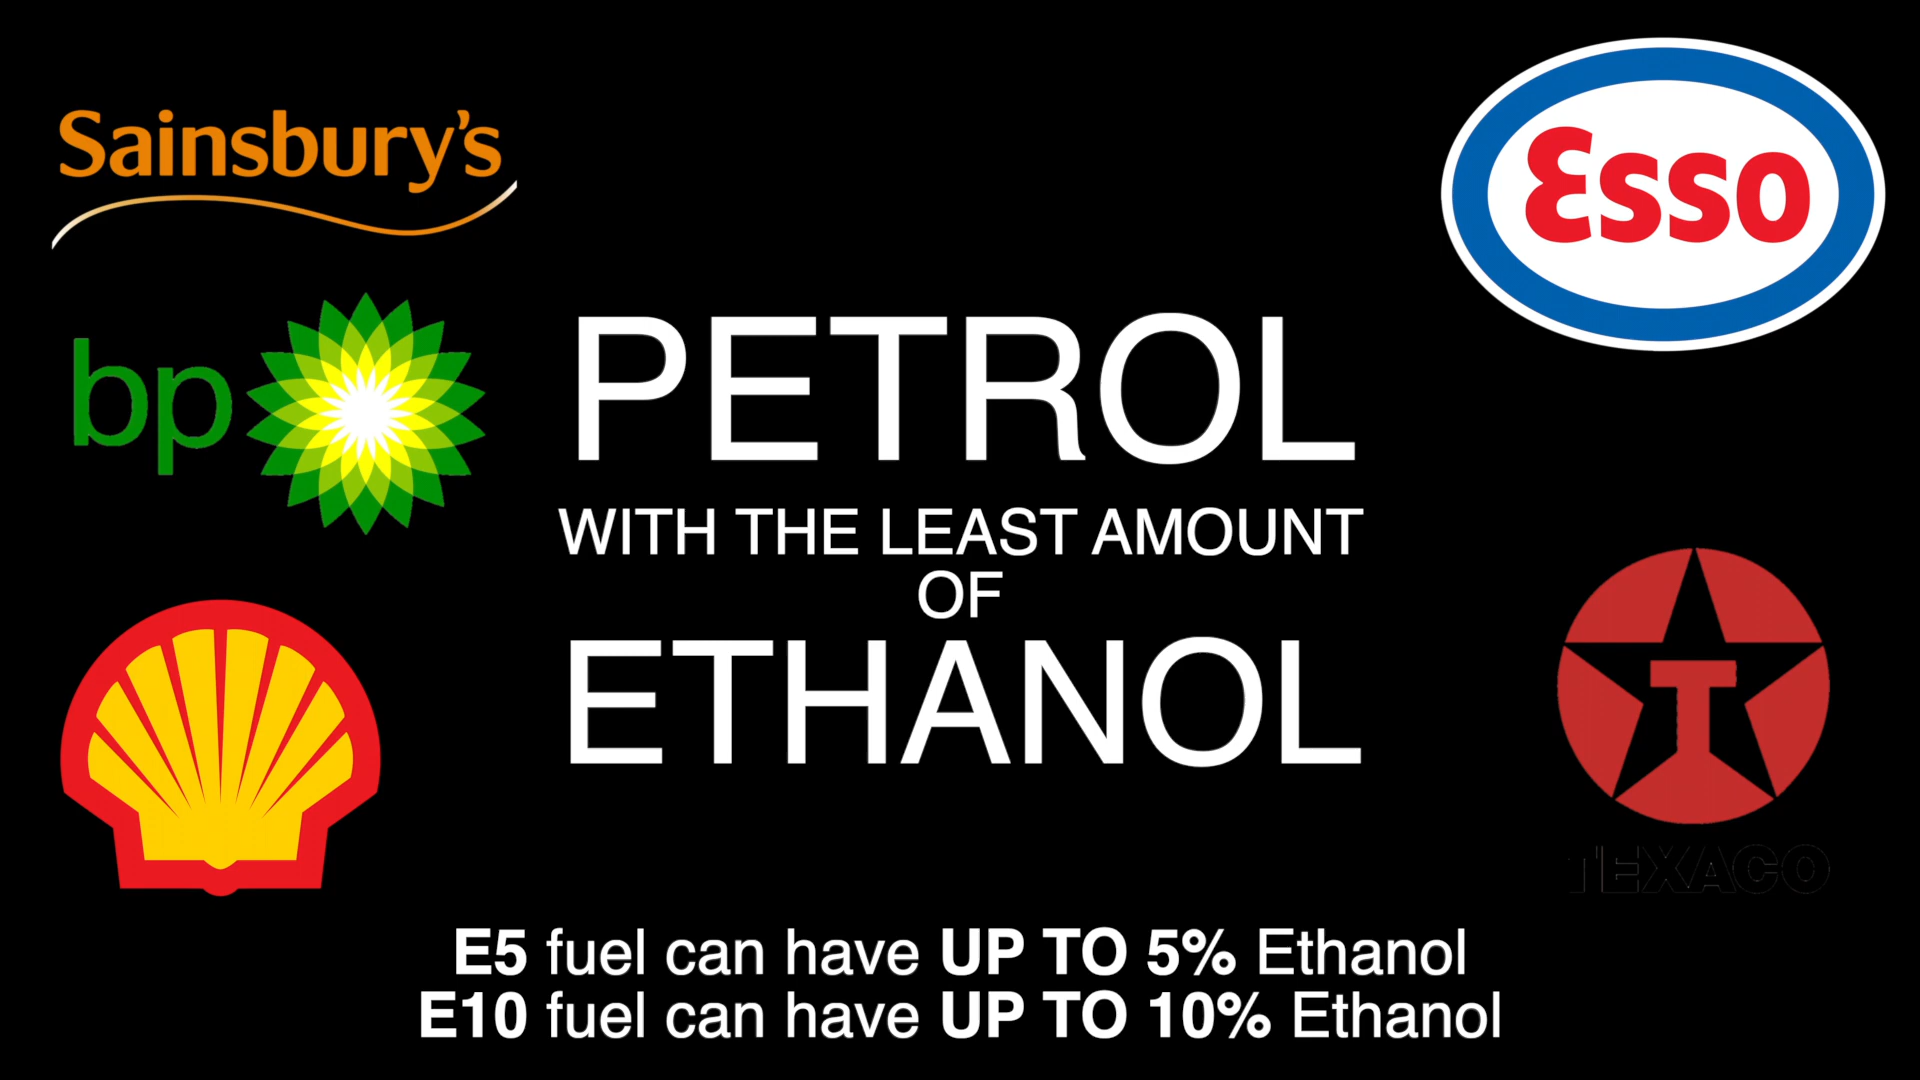 Sainsbury's
Esso
bp
PETROL
WITH THE LEAST AMOUNT
OF
ETHANOL
T
TEXACO
E5 fuel can have UP TO 5% Ethanol
E10 fuel can have UP TO 10% Ethanol